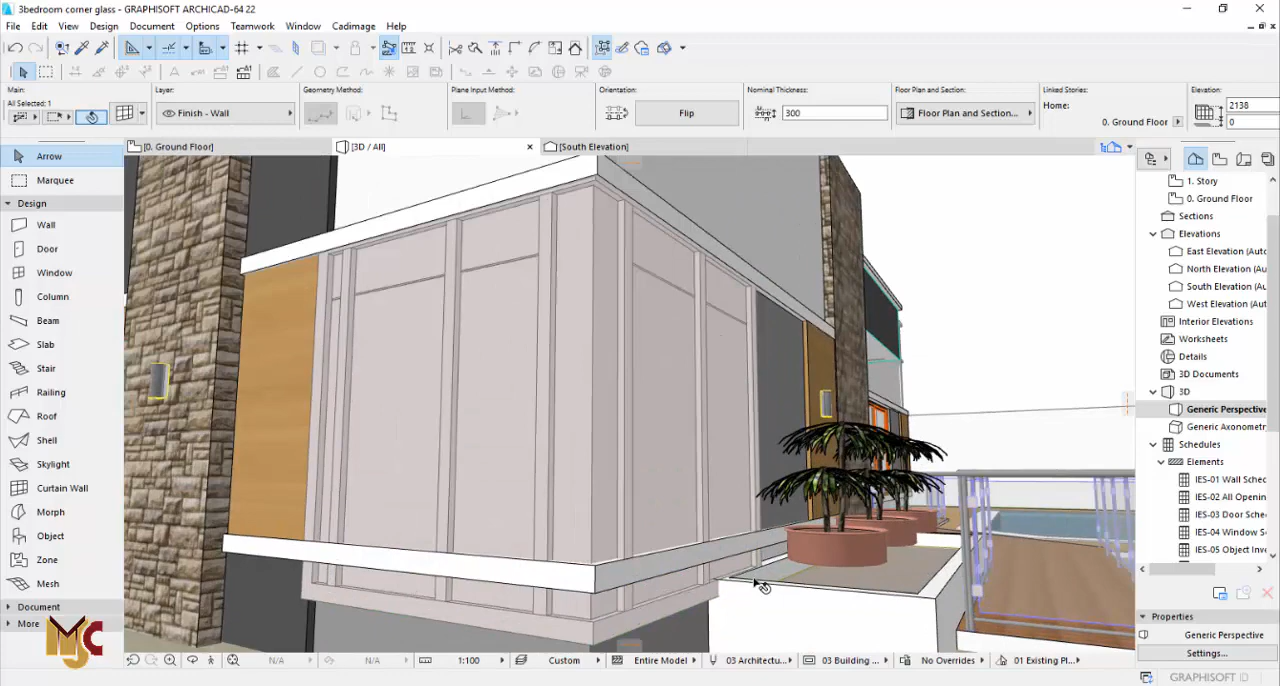 3bedroom corner glass - GRAPHISOFT ARCHICAD-64 22
File Edit View Design Document Options Teamwork Window Cadimage Help
Main:
All Selected: 1
Layer:
Finish - Wall
Geometry Method:
Plane Input Method:
Orientation:
Flip
Nominal Thickness:
300
Floor Plan and Section:
Floor Plan and Section...
Linked Stories:
Home:
0. Ground Floor
Elevation:
2138
0
[0. Ground Floor]
[3D / All]
[South Elevation]
Arrow
Marquee
Design
Wall
Door
Window
Column
Beam
Slab
Stair
Railing
Roof
Shell
Skylight
Curtain Wall
Morph
Object
Zone
Mesh
Document
More
MSC
1. Story
0. Ground Floor
Sections
Elevations
East Elevation (Auto
North Elevation (Aut
South Elevation (Aut
West Elevation (Aut
Interior Elevations
Worksheets
Details
3D Documents
3D
Generic Perspective
Generic Axonometr
Schedules
Elements
IES-01 Wall Sched
IES-02 All Opening
IES-03 Door Sche
IES-04 Window S
IES-05 Object Inve
Properties
Generic Perspective
Settings...
N/A
N/A
1:100
Custom
Entire Model
03 Architectu...
03 Building ...
No Overrides
01 Existing Pl...
GRAPHISOFT ID